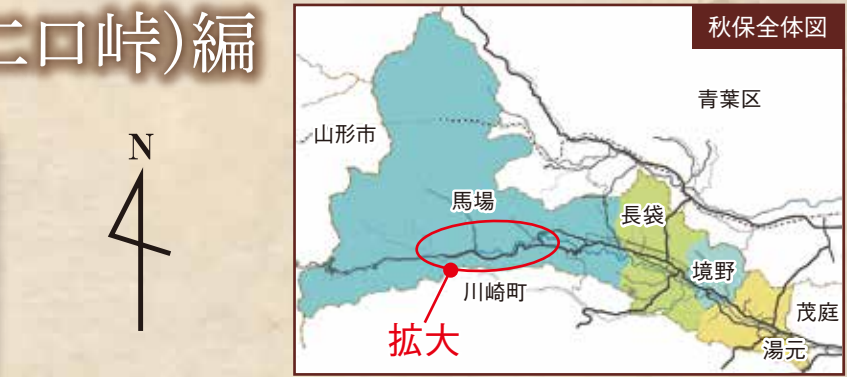 二口峠)編
N
秋保全体図
青葉区
山形市
馬場
長袋
境野
川崎町
茂庭
湯元
拡大